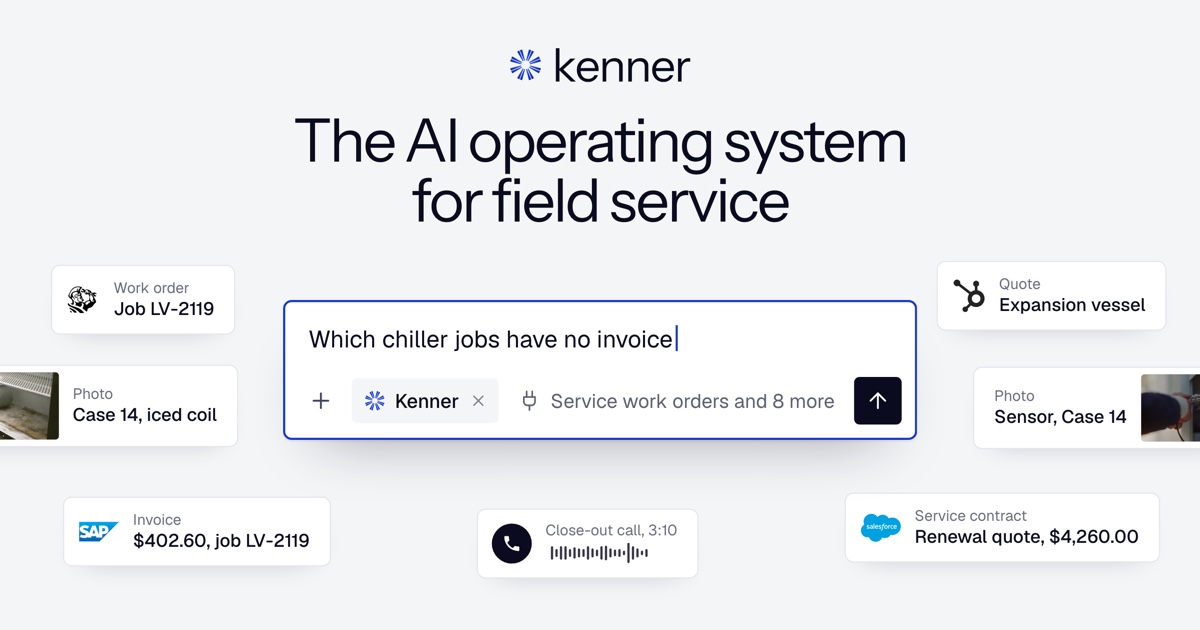 kenner
The AI operating system
for field service
Work order
Job LV-2119
Quote
Expansion vessel
Which chiller jobs have no invoice
Kenner
Service work orders and 8 more
Photo
Case 14, iced coil
Photo
Sensor, Case 14
SAP
Invoice
$402.60, job LV-2119
Close-out call, 3:10
salesforce
Service contract
Renewal quote, $4,260.00